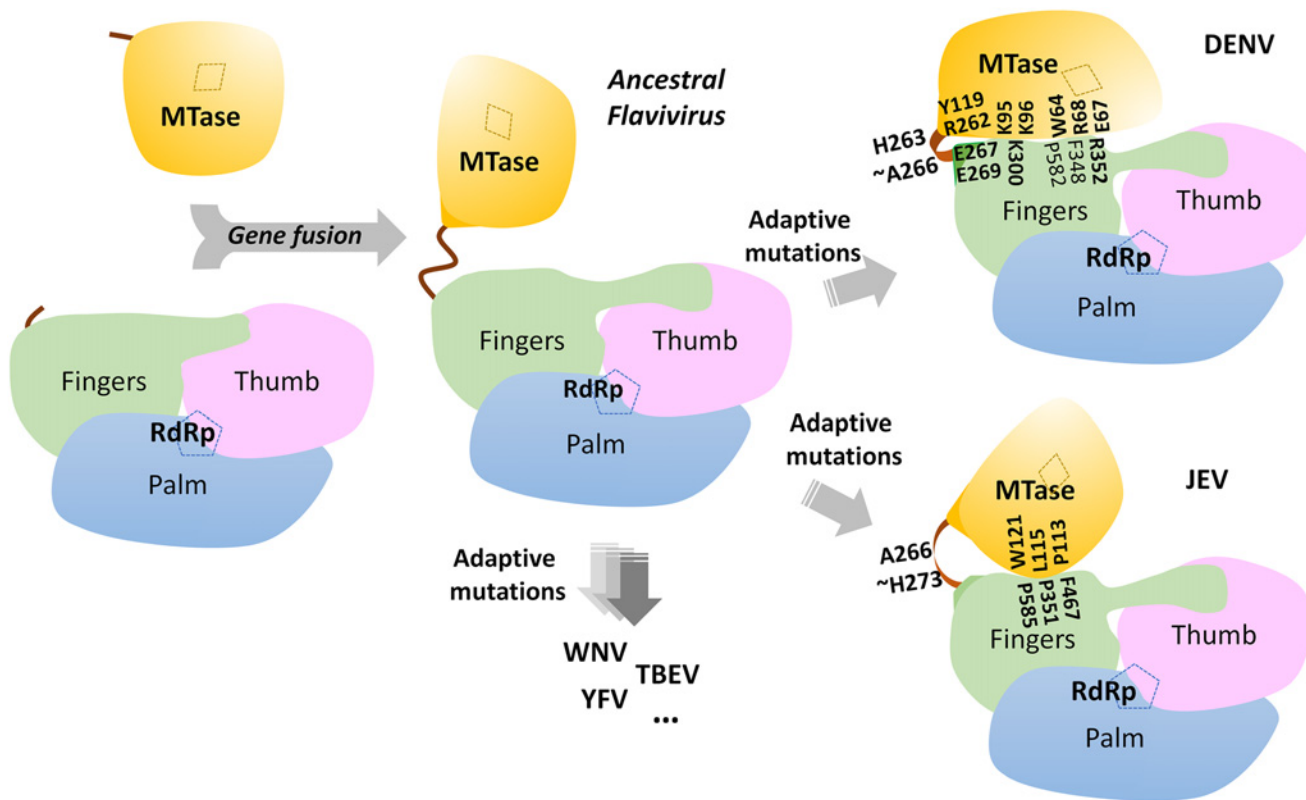 MTase
Gene fusion
Fingers
Thumb
RdRp
Palm
Ancestral
Flavivirus
MTase
Fingers
Thumb
RdRp
Palm
Adaptive
mutations
DENV
MTase
Y119
R262
K95
K96
W64
R98
E67
H263
~A266
E267
E269
K300
P582
F348
R352
Fingers
Thumb
RdRp
Palm
Adaptive
mutations
JEV
MTase
W121
L115
P113
A266
~H273
P585
P351
F467
Fingers
Thumb
RdRp
Palm
Adaptive
mutations
WNV
TBEV
YFV
...